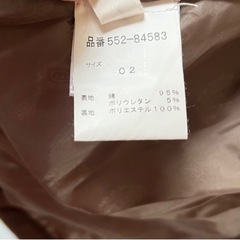 品番552-84583
サイズ
02
表地 綿 95%
ポリウレタン 5%
裏地 ポリエステル100%